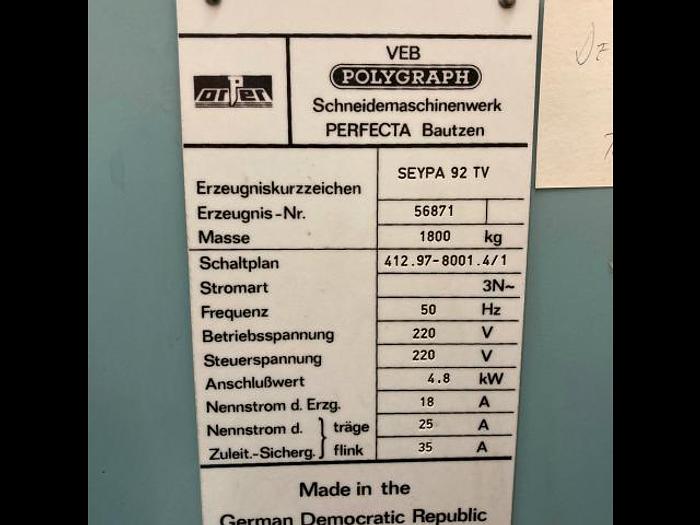 VEB
POLYGRAPH
Schneidemaschinenwerk
PERFECTA Bautzen
Erzeugniskurzzeichen SEYPA 92 TV
Erzeugnis-Nr. 56871
Masse 1800 kg
Schaltplan 412.97-8001.4/1
Stromart 3N~
Frequenz 50 Hz
Betriebsspannung 220 V
Steuerspannung 220 V
Anschlußwert 4.8 kW
Nennstrom d. Erzg. 18 A
Nennstrom d. } träge 25 A
Zuleit.-Sicherg. } flink 35 A
Made in the
German Democratic Republic